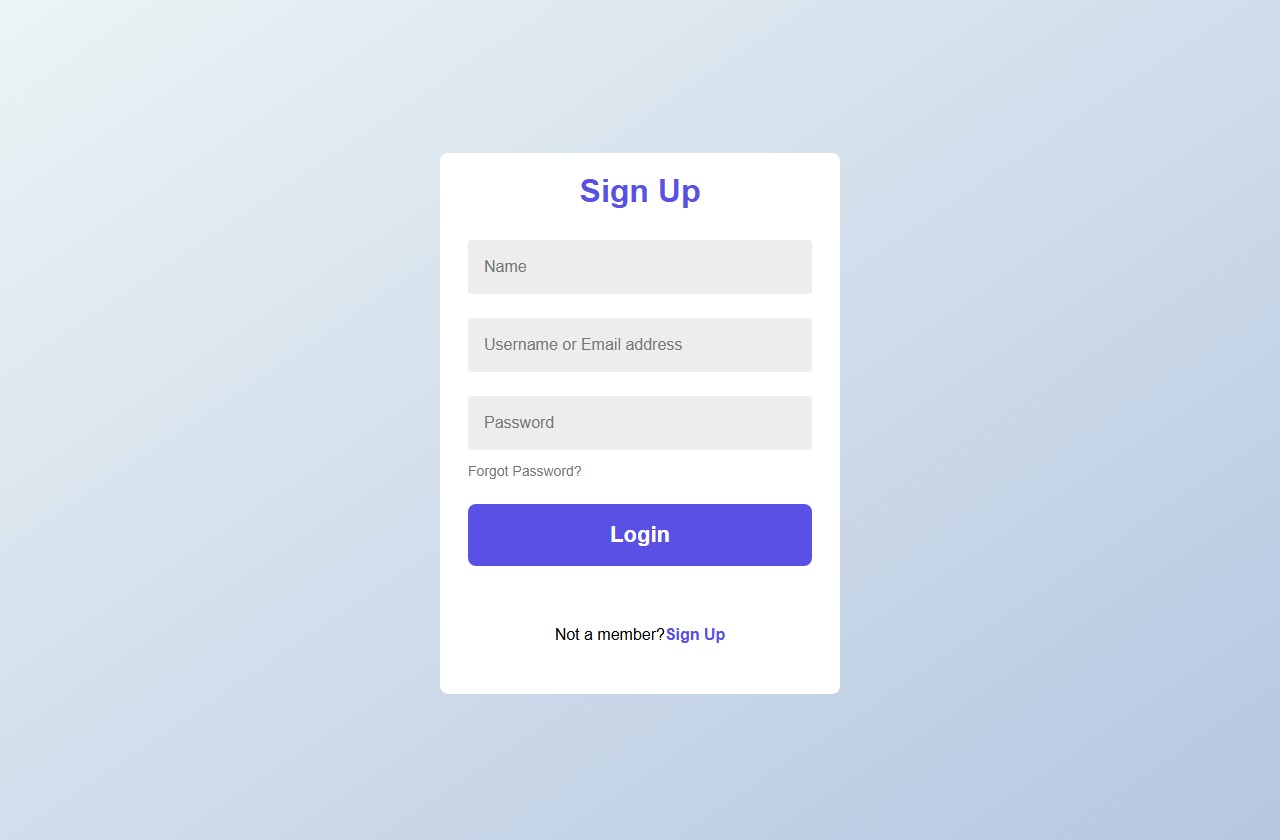 Sign Up
Name
Username or Email address
Password
Forgot Password?
Login
Not a member?Sign Up